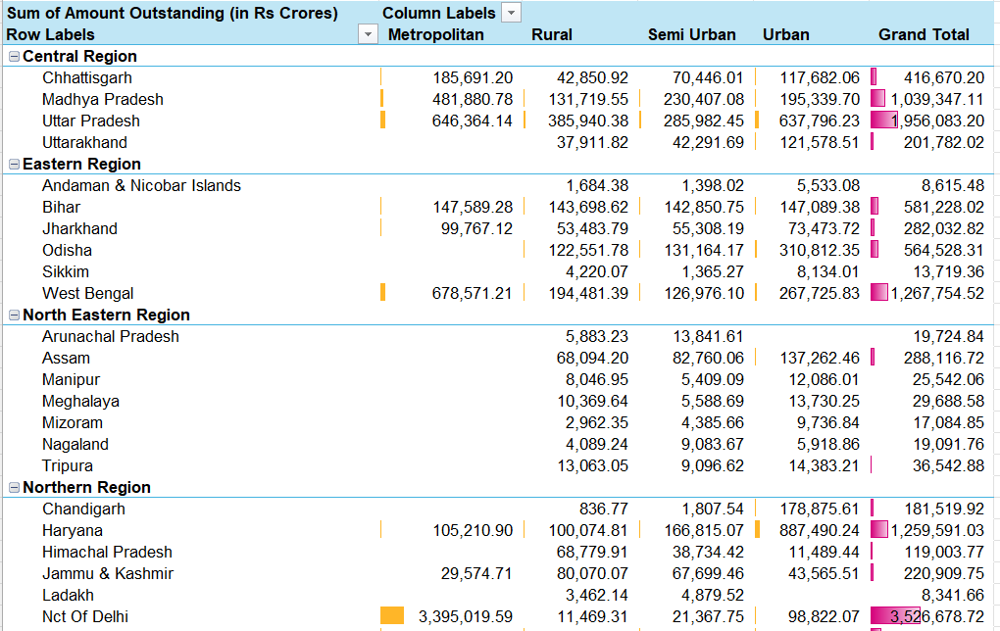 Sum of Amount Outstanding (in Rs Crores) Column Labels
Row Labels Metropolitan Rural Semi Urban Urban Grand Total
Central Region
Chhattisgarh 185,691.20 42,850.92 70,446.01 117,682.06 416,670.20
Madhya Pradesh 481,880.78 131,719.55 230,407.08 195,339.70 1,039,347.11
Uttar Pradesh 646,364.14 385,940.38 285,982.45 637,796.23 1,956,083.20
Uttarakhand 37,911.82 42,291.69 121,578.51 201,782.02
Eastern Region
Andaman & Nicobar Islands 1,684.38 1,398.02 5,533.08 8,615.48
Bihar 147,589.28 143,698.62 142,850.75 147,089.38 581,228.02
Jharkhand 99,767.12 53,483.79 55,308.19 73,473.72 282,032.82
Odisha 122,551.78 131,164.17 310,812.35 564,528.31
Sikkim 4,220.07 1,365.27 8,134.01 13,719.36
West Bengal 678,571.21 194,481.39 126,976.10 267,725.83 1,267,754.52
North Eastern Region
Arunachal Pradesh 5,883.23 13,841.61 19,724.84
Assam 68,094.20 82,760.06 137,262.46 288,116.72
Manipur 8,046.95 5,409.09 12,086.01 25,542.06
Meghalaya 10,369.64 5,588.69 13,730.25 29,688.58
Mizoram 2,962.35 4,385.66 9,736.84 17,084.85
Nagaland 4,089.24 9,083.67 5,918.86 19,091.76
Tripura 13,063.05 9,096.62 14,383.21 36,542.88
Northern Region
Chandigarh 836.77 1,807.54 178,875.61 181,519.92
Haryana 105,210.90 100,074.81 166,815.07 887,490.24 1,259,591.03
Himachal Pradesh 68,779.91 38,734.42 11,489.44 119,003.77
Jammu & Kashmir 29,574.71 80,070.07 67,699.46 43,565.51 220,909.75
Ladakh 3,462.14 4,879.52 8,341.66
Nct Of Delhi 3,395,019.59 11,469.31 21,367.75 98,822.07 3,526,678.72